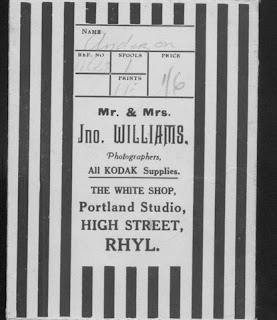 NAME
REF. NO SPOOLS PRICE
1
1/6
PRINTS
Mr. & Mrs.
Jno. WILLIAMS,
Photographers,
All KODAK Supplies.
THE WHITE SHOP,
Portland Studio,
HIGH STREET,
RHYL.